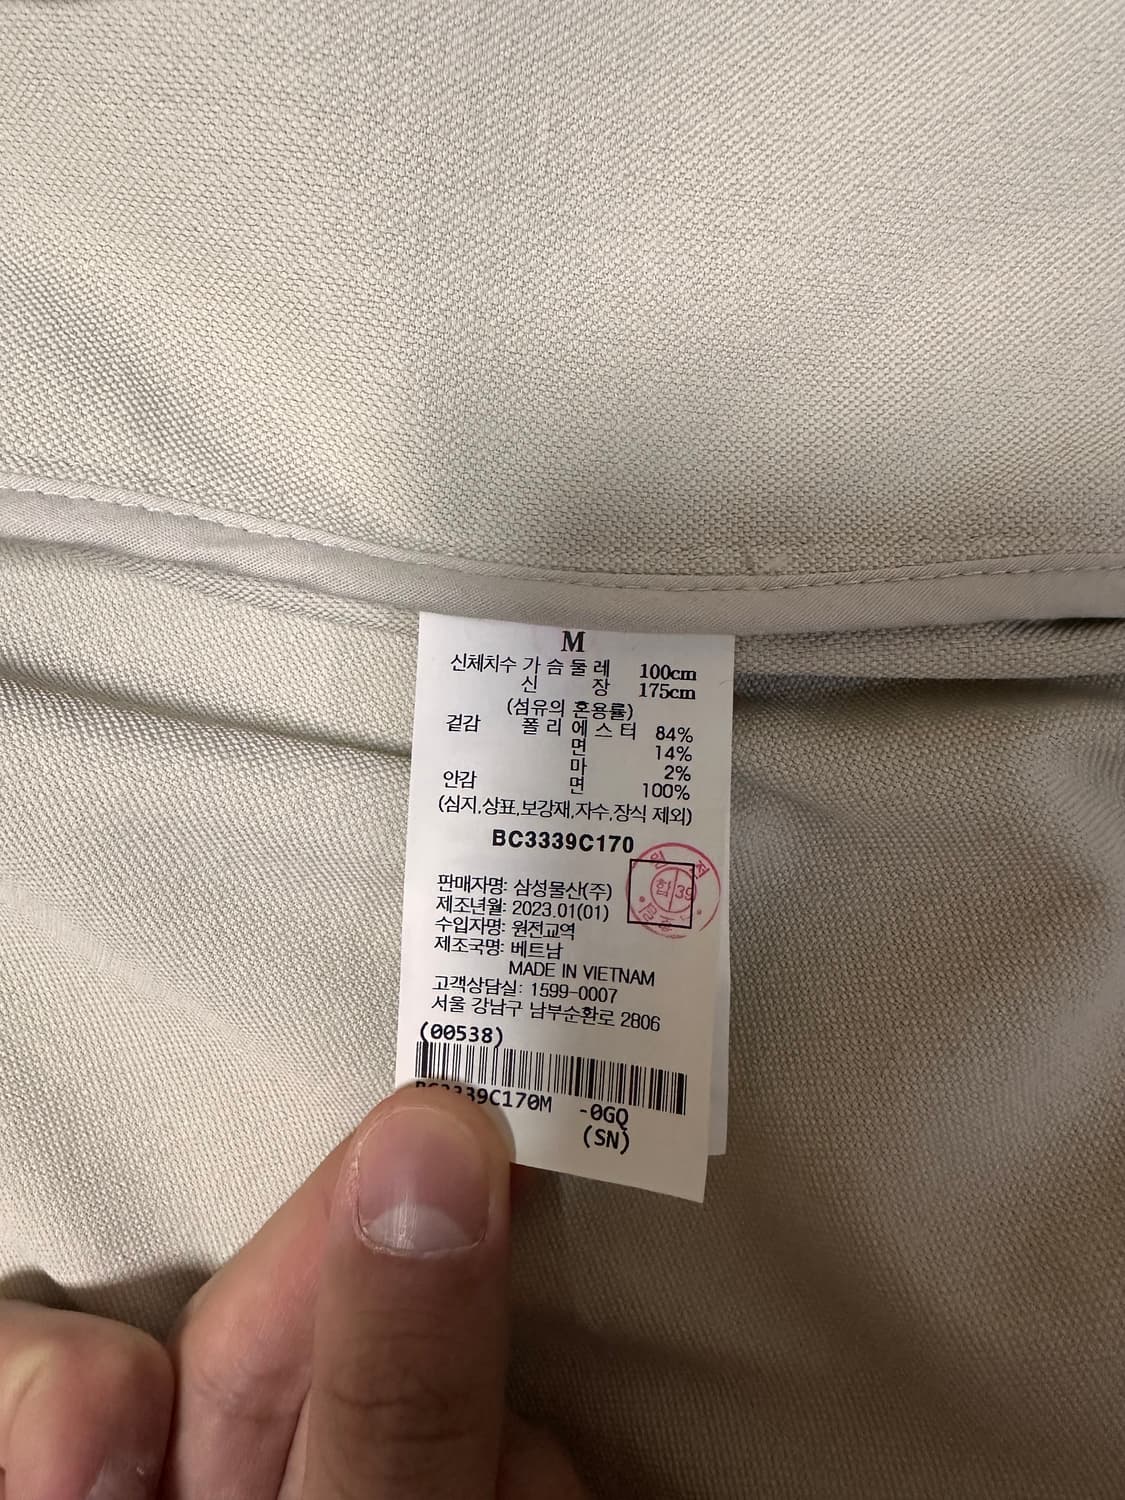 M
신체치수 가 슴 둘 레 100cm
신 장 175cm
(섬유의 혼용률)
겉감 폴 리 에 스 터 84%
면 14%
마 2%
안감 면 100%
(심지,상표,보강재,자수,장식 제외)
BC3339C170
합 39
판매자명: 삼성물산(주)
제조년월: 2023.01(01)
수입자명: 원전교역
제조국명: 베트남
MADE IN VIETNAM
고객상담실: 1599-0007
서울 강남구 남부순환로 2806
(00538)
BC3339C170M -0GQ
(SN)